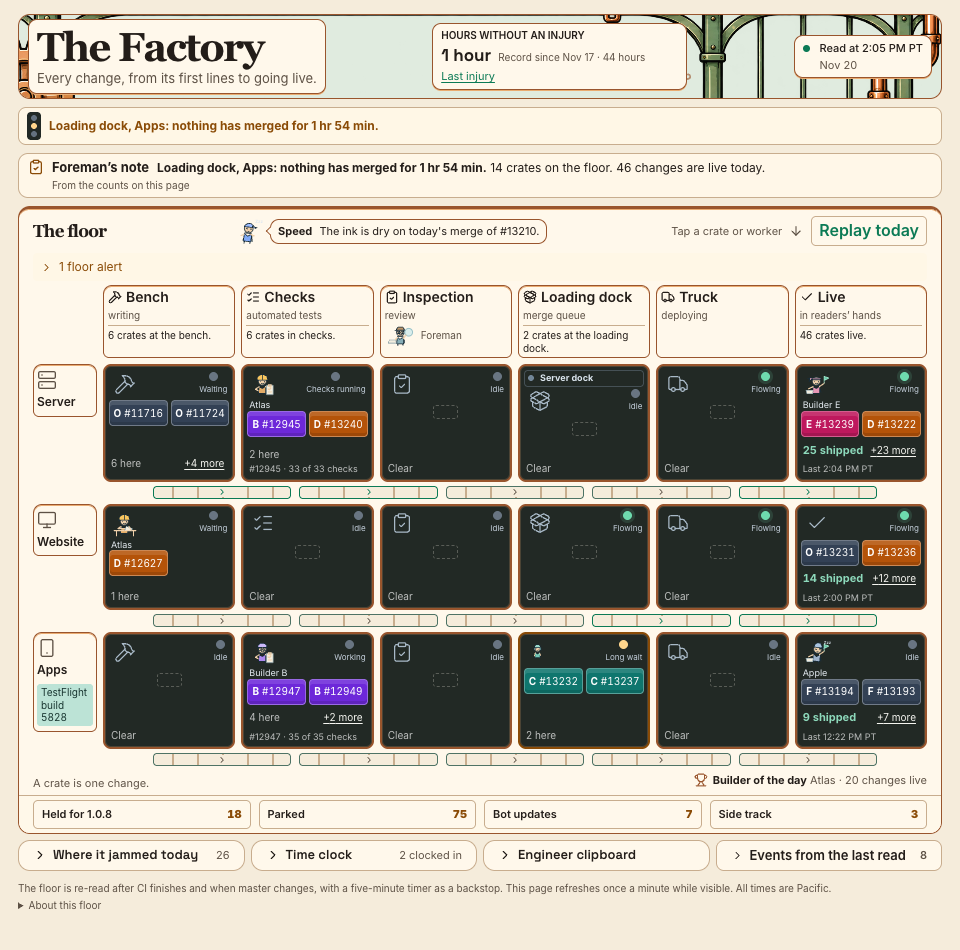 The Factory
Every change, from its first lines to going live.
HOURS WITHOUT AN INJURY
1 hour Record since Nov 17 · 44 hours
Last injury
Read at 2:05 PM PT
Nov 20
Loading dock, Apps: nothing has merged for 1 hr 54 min.
Foreman’s note Loading dock, Apps: nothing has merged for 1 hr 54 min. 14 crates on the floor. 46 changes are live today.
From the counts on this page
The floor
Speed The ink is dry on today's merge of #13210.
Tap a crate or worker ↓
Replay today
› 1 floor alert
Bench
writing
6 crates at the bench.
Checks
automated tests
6 crates in checks.
Inspection
review
Foreman
Loading dock
merge queue
2 crates at the loading
dock.
Truck
deploying
Live
in readers’ hands
46 crates live.
Server
Waiting
O #11716 O #11724
6 here +4 more
Checks running
Atlas
B #12945 D #13240
2 here
#12945 · 33 of 33 checks
Idle
Clear
Server dock
Idle
Clear
Flowing
Clear
Flowing
Builder E
E #13239 D #13222
25 shipped +23 more
Last 2:04 PM PT
Website
Waiting
Atlas
D #12627
1 here
Idle
Clear
Idle
Clear
Flowing
Clear
Flowing
Clear
Flowing
O #13231 D #13236
14 shipped +12 more
Last 2:00 PM PT
Apps
TestFlight
build
5828
Idle
Clear
Working
Builder B
B #12947 B #12949
4 here +2 more
#12947 · 35 of 35 checks
Idle
Clear
Long wait
C #13232 C #13237
2 here
Idle
Clear
Idle
Apple
F #13194 F #13193
9 shipped +7 more
Last 12:22 PM PT
A crate is one change.
Builder of the day Atlas · 20 changes live
Held for 1.0.8 18
Parked 75
Bot updates 7
Side track 3
› Where it jammed today 26
› Time clock 2 clocked in
› Engineer clipboard
› Events from the last read 8
The floor is re-read after CI finishes and when master changes, with a five-minute timer as a backstop. This page refreshes once a minute while visible. All times are Pacific.
▶ About this floor